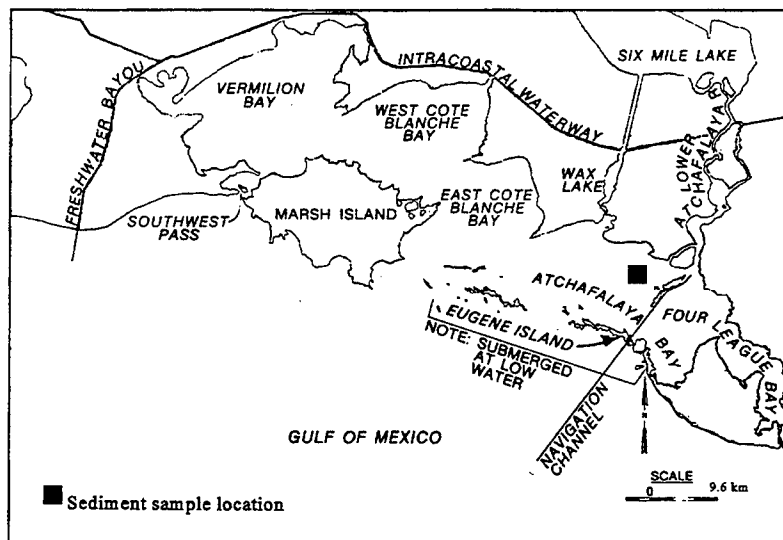 SIX MILE LAKE
INTRACOASTAL WATERWAY
FRESHWATER BAYOU
VERMILION
BAY
WEST COTE
BLANCHE
BAY
LOWER
ATCHAFALAYA R
WAX
LAKE
EAST COTE
BLANCHE
BAY
MARSH ISLAND
SOUTHWEST
PASS
ATCHAFALAYA
BAY
FOUR LEAGUE BAY
EUGENE ISLAND
NOTE: SUBMERGED
AT LOW
WATER
NAVIGATION
CHANNEL
GULF OF MEXICO
SCALE
0 9.6 km
Sediment sample location